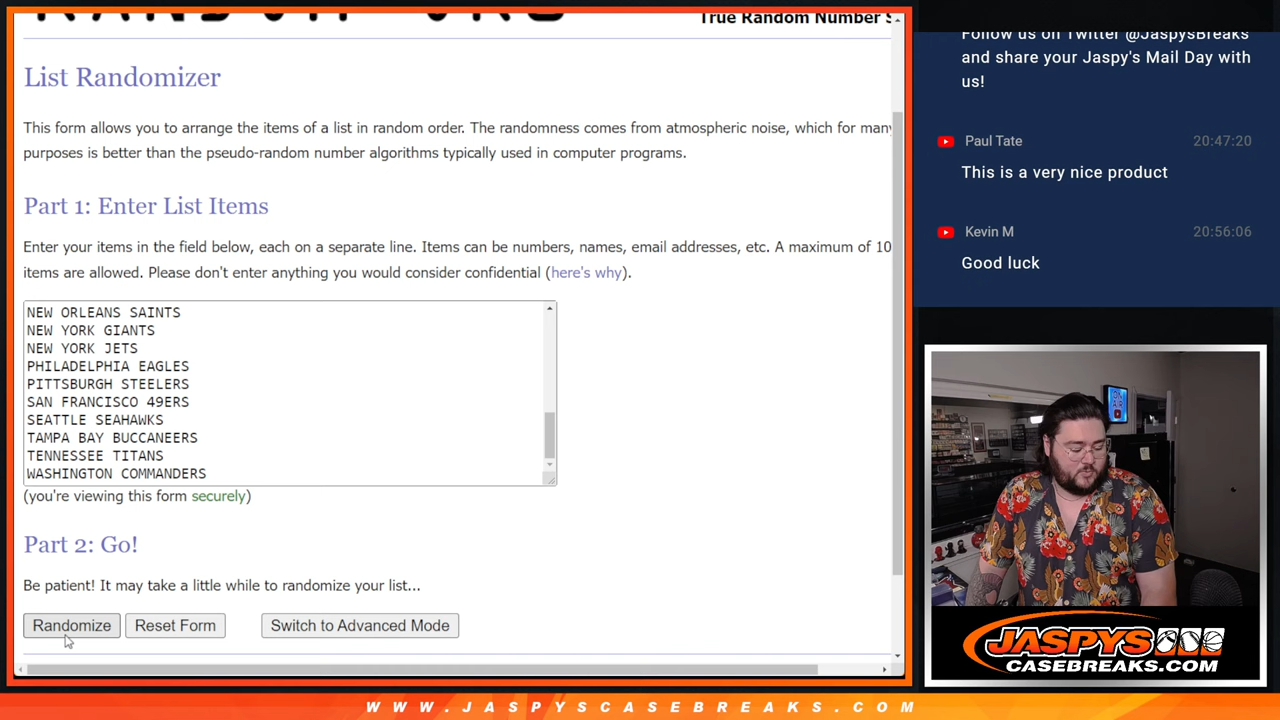 True Random Number S
List Randomizer
This form allows you to arrange the items of a list in random order. The randomness comes from atmospheric noise, which for many
purposes is better than the pseudo-random number algorithms typically used in computer programs.
Part 1: Enter List Items
Enter your items in the field below, each on a separate line. Items can be numbers, names, email addresses, etc. A maximum of 10
items are allowed. Please don't enter anything you would consider confidential (here's why).
NEW ORLEANS SAINTS
NEW YORK GIANTS
NEW YORK JETS
PHILADELPHIA EAGLES
PITTSBURGH STEELERS
SAN FRANCISCO 49ERS
SEATTLE SEAHAWKS
TAMPA BAY BUCCANEERS
TENNESSEE TITANS
WASHINGTON COMMANDERS
(you're viewing this form securely)
Part 2: Go!
Be patient! It may take a little while to randomize your list...
Randomize Reset Form Switch to Advanced Mode
Follow us on Twitter @JaspysBreaks
and share your Jaspy's Mail Day with
us!
Paul Tate 20:47:20
This is a very nice product
Kevin M 20:56:06
Good luck
JASPYS
CASEBREAKS.COM
WWW.JASPYSCASEBREAKS.COM